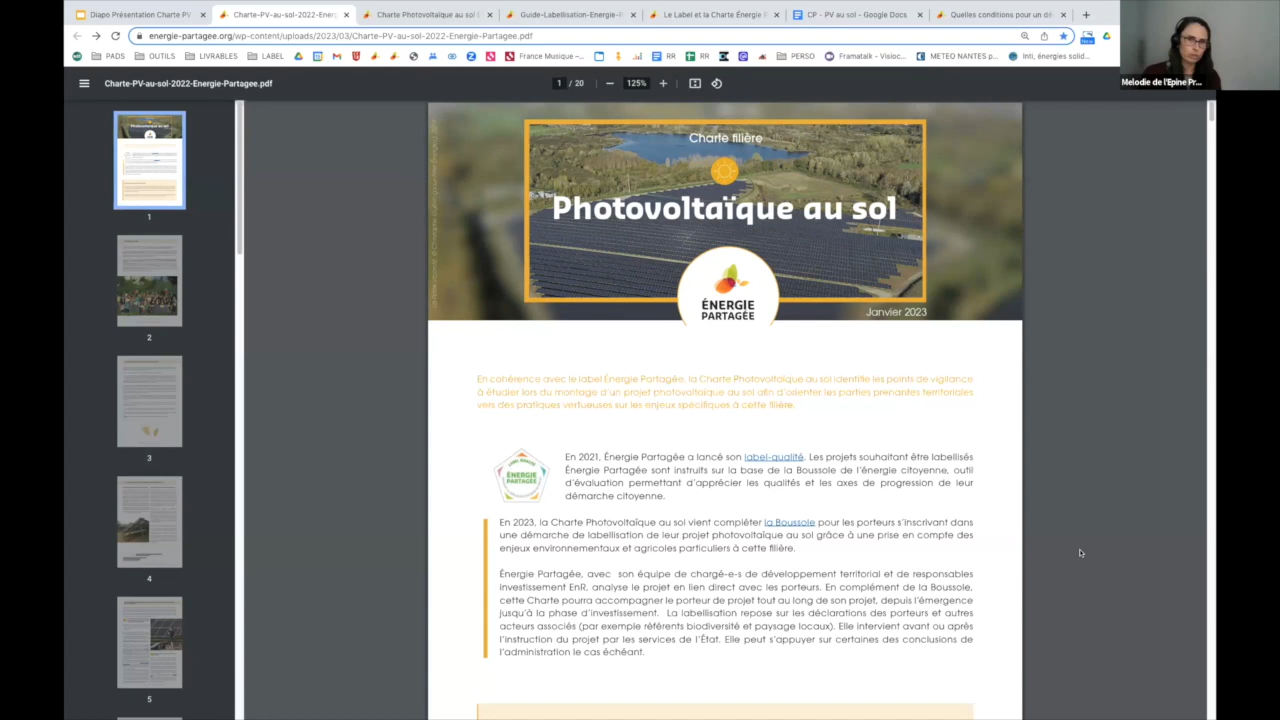 Diapo Présentation Charte PV
Charte-PV-au-sol-2022-Energ
Charte Photovoltaïque au sol
Guide-Labellisation-Energie-
Le Label et la Charte Énergie
CP - PV au sol - Google Docs
Quelles conditions pour un
energie-partagee.org/wp-content/uploads/2023/03/Charte-PV-au-sol-2022-Energie-Partagee.pdf
New
PADS
OUTILS
LIVRABLES
LABEL
France Musique –...
RR
RR
PERSO
Framatalk – Visioc...
METEO NANTES p...
Inti, énergies solid...
Melodie de l'Epine Pr...
Charte-PV-au-sol-2022-Energie-Partagee.pdf
1 / 20
125%
1
2
3
4
5
Charte filière
Photovoltaïque au sol
ÉNERGIE
PARTAGÉE
Janvier 2023
En cohérence avec le label Énergie Partagée, la Charte Photovoltaïque au sol identifie les points de vigilance
à étudier lors du montage d'un projet photovoltaïque au sol afin d'orienter les parties prenantes territoriales
vers des pratiques vertueuses sur les enjeux spécifiques à cette filière.
ÉNERGIE
PARTAGÉE
En 2021, Énergie Partagée a lancé son label-qualité. Les projets souhaitant être labellisés
Énergie Partagée sont instruits sur la base de la Boussole de l'énergie citoyenne, outil
d'évaluation permettant d'apprécier les qualités et les axes de progression de leur
démarche citoyenne.
En 2023, la Charte Photovoltaïque au sol vient compléter la Boussole pour les porteurs s'inscrivant dans
une démarche de labellisation de leur projet photovoltaïque au sol grâce à une prise en compte des
enjeux environnementaux et agricoles particuliers à cette filière.
Énergie Partagée, avec son équipe de chargé-e-s de développement territorial et de responsables
investissement EnR, analyse le projet en lien direct avec les porteurs. En complément de la Boussole,
cette Charte pourra accompagner le porteur de projet tout au long de son projet, depuis l'émergence
jusqu'à la phase d'investissement. La labellisation repose sur les déclarations des porteurs et autres
acteurs associés (par exemple référents biodiversité et paysage locaux). Elle intervient avant ou après
l'instruction du projet par les services de l'État. Elle peut s'appuyer sur certaines des conclusions de
l'administration le cas échéant.